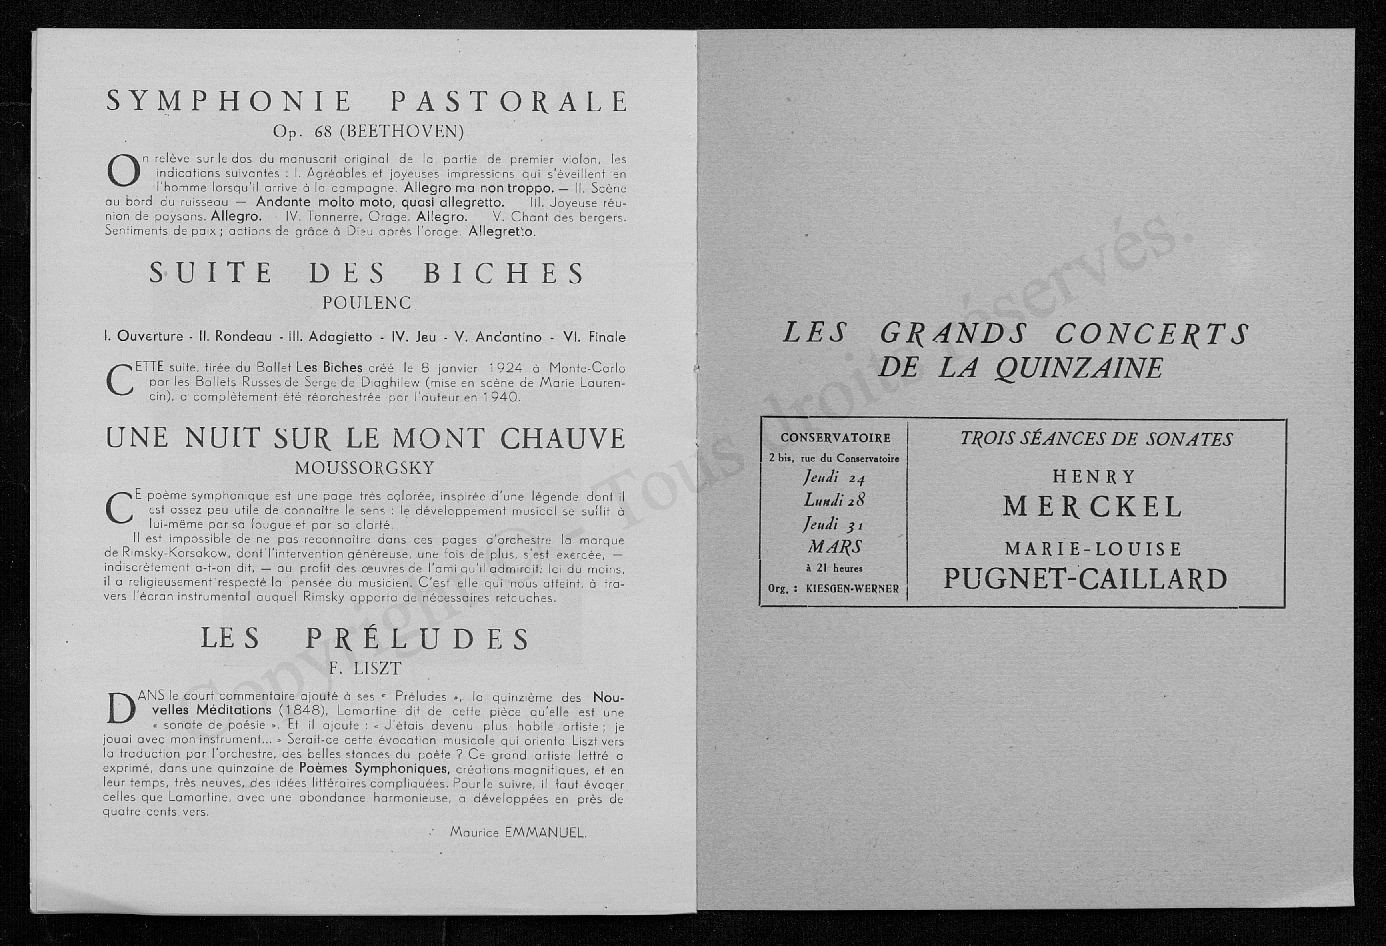 SYMPHONIE PASTORALE
Op. 68 (BEETHOVEN)
On relève sur le dos du manuscrit original de la partie de premier violon, les
indications suivantes : I. Agréables et joyeuses impressions qui s'éveillent en
l'homme lorsqu'il arrive à la campagne. Allegro ma non troppo. — II. Scène
au bord du ruisseau — Andante molto moto, quasi allegretto. III. Joyeuse réu-
nion de paysans. Allegro. IV. Tonnerre, Orage. Allegro. V. Chant des bergers.
Sentiments de paix ; actions de grâce à Dieu après l'orage. Allegretto.
SUITE DES BICHES
POULENC
I. Ouverture - II. Rondeau - III. Adagietto - IV. Jeu - V. Andantino - VI. Finale
CETTE suite, tirée du Ballet Les Biches créé le 8 janvier 1924 à Monte-Carlo
par les Ballets Russes de Serge de Diaghilew (mise en scène de Marie Lauren-
cin), a complètement été réorchestrée par l'auteur en 1940.
UNE NUIT SUR LE MONT CHAUVE
MOUSSORGSKY
CE poème symphonique est une page très colorée, inspirée d'une légende dont il
est assez peu utile de connaître le sens : le développement musical se suffit à
lui-même par sa fougue et par sa clarté.
Il est impossible de ne pas reconnaître dans ces pages d'orchestre la marque
de Rimsky-Korsakow, dont l'intervention généreuse, une fois de plus, s'est exercée, —
indiscrètement a-t-on dit, — au profit des œuvres de l'ami qu'il admirait. Ici du moins,
il a religieusement respecté la pensée du musicien. C'est elle qui nous atteint, à tra-
vers l'écran instrumental auquel Rimsky apporta de nécessaires retouches.
LES PRÉLUDES
F. LISZT
DANS le court commentaire ajouté à ses « Préludes », la quinzième des Nou-
velles Méditations (1848), Lamartine dit de cette pièce qu'elle est une
« sonate de poésie ». Et il ajoute : « J'étais devenu plus habile artiste ; je
jouai avec mon instrument... » Serait-ce cette évocation musicale qui orienta Liszt vers
la traduction par l'orchestre, des belles stances du poète ? Ce grand artiste lettré a
exprimé, dans une quinzaine de Poèmes Symphoniques, créations magnifiques, et en
leur temps, très neuves, des idées littéraires compliquées. Pour le suivre, il faut évoquer
celles que Lamartine, avec une abondance harmonieuse, a développées en près de
quatre cents vers.
Maurice EMMANUEL.
LES GRANDS CONCERTS
DE LA QUINZAINE
CONSERVATOIRE
2 bis, rue du Conservatoire
Jeudi 24
Lundi 28
Jeudi 31
MARS
à 21 heures
Org. : KIESGEN-WERNER
TROIS SÉANCES DE SONATES
HENRY
MERCKEL
MARIE-LOUISE
PUGNET-CAILLARD
Copyright © - Tous droits réservés.